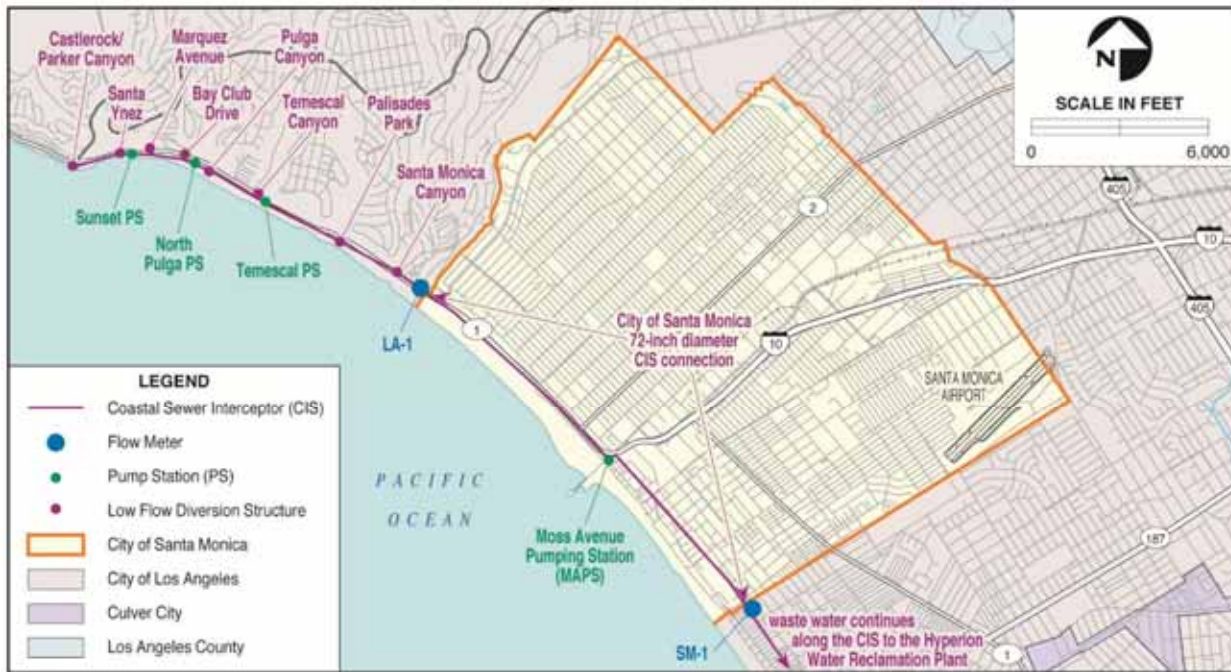 Castlerock/
Parker Canyon
Marquez
Avenue
Pulga
Canyon
Santa
Ynez
Bay Club
Drive
Temescal
Canyon
Palisades
Park
Santa Monica
Canyon
Sunset PS
North
Pulga PS
Temescal PS
LA-1
N
SCALE IN FEET
0 6,000
405
2
10
405
1
City of Santa Monica
72-inch diameter
CIS connection
10
SANTA MONICA
AIRPORT
LEGEND
Coastal Sewer Interceptor (CIS)
Flow Meter
Pump Station (PS)
Low Flow Diversion Structure
City of Santa Monica
City of Los Angeles
Culver City
Los Angeles County
PACIFIC
OCEAN
Moss Avenue
Pumping Station
(MAPS)
187
SM-1
waste water continues
along the CIS to the Hyperion
Water Reclamation Plant
1